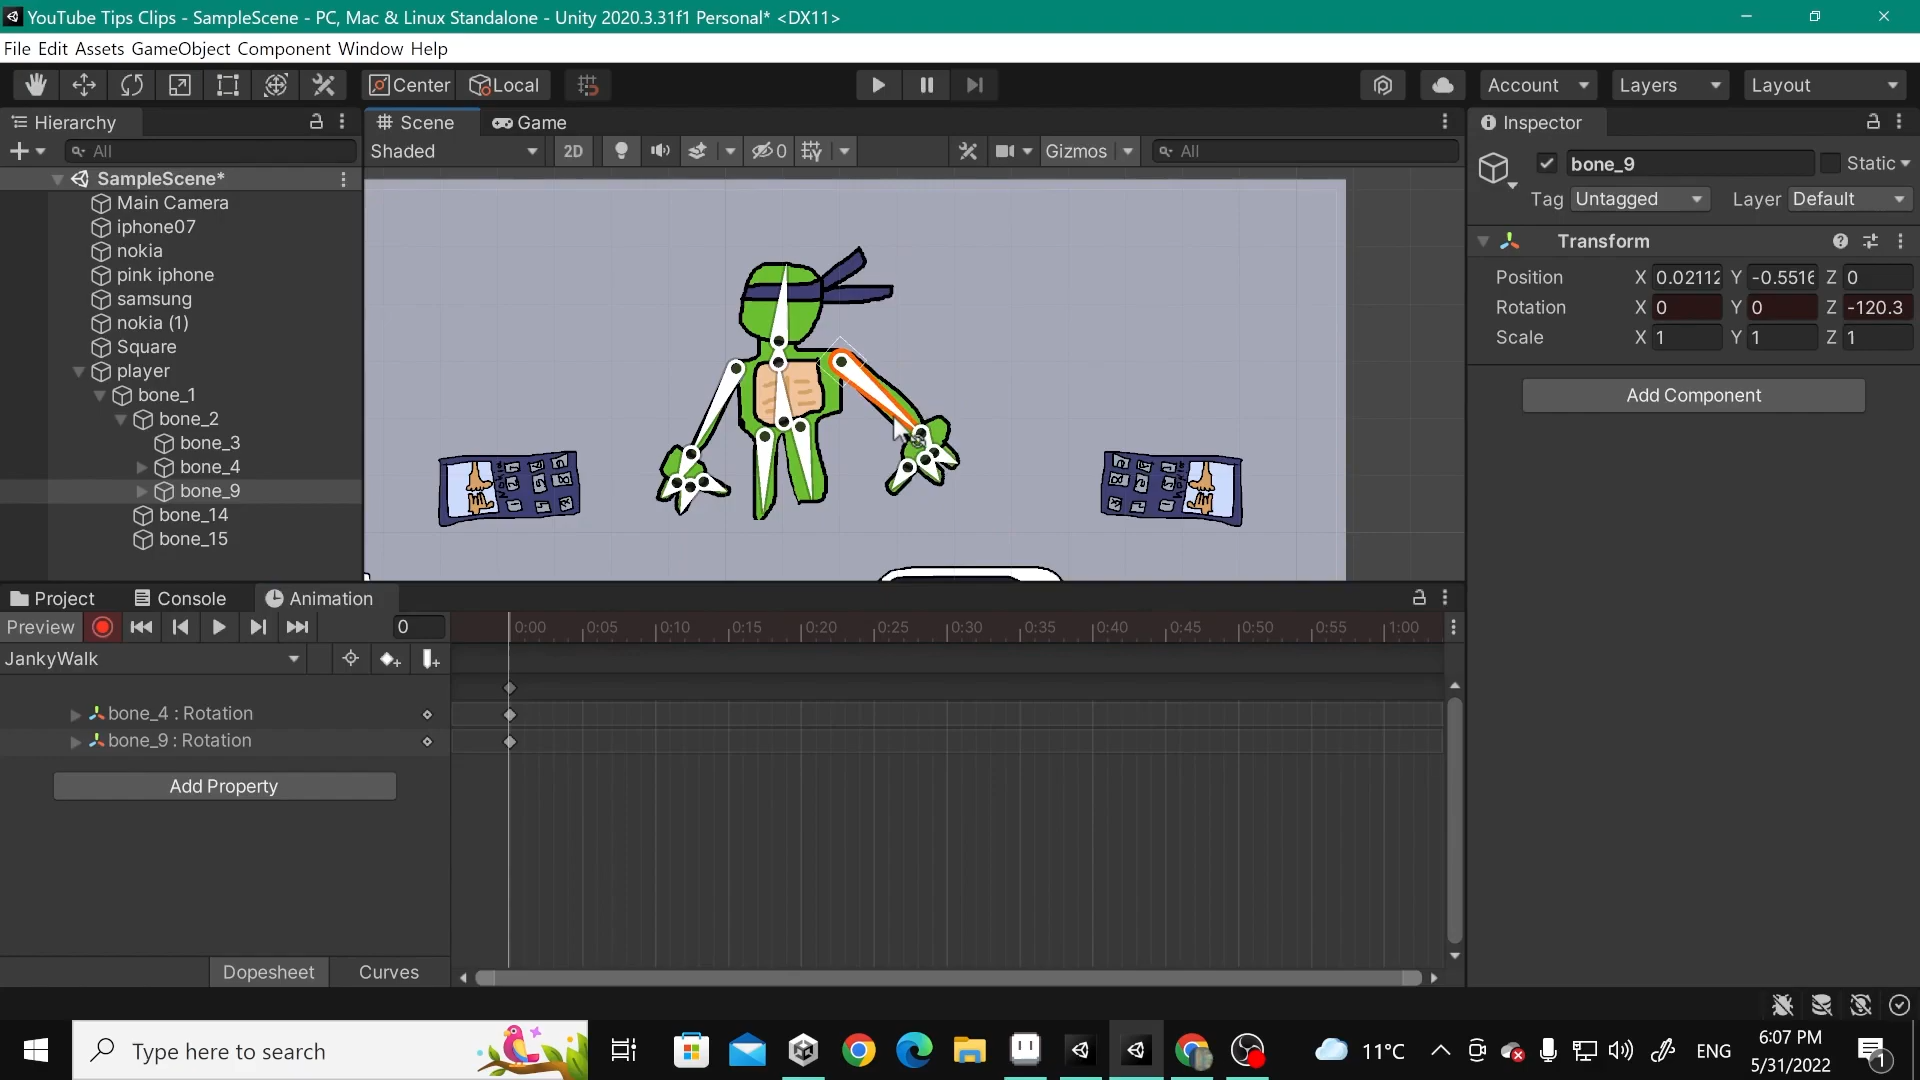 YouTube Tips Clips - SampleScene - PC, Mac & Linux Standalone - Unity 2020.3.31f1 Personal* <DX11>
File Edit Assets GameObject Component Window Help
Center Local Account Layers Layout
Hierarchy
All
SampleScene*
Main Camera
iphone07
nokia
pink iphone
samsung
nokia (1)
Square
player
bone_1
bone_2
bone_3
bone_4
bone_9
bone_14
bone_15
Scene Game
Shaded 2D 0 Gizmos All
Inspector
bone_9 Static
Tag Untagged Layer Default
Transform
Position X 0.02112 Y -0.5516 Z 0
Rotation X 0 Y 0 Z -120.3
Scale X 1 Y 1 Z 1
Add Component
Project Console Animation
Preview 0
0:00 0:05 0:10 0:15 0:20 0:25 0:30 0:35 0:40 0:45 0:50 0:55 1:00
JankyWalk
bone_4 : Rotation
bone_9 : Rotation
Add Property
Dopesheet Curves
Type here to search
11°C
ENG
6:07 PM
5/31/2022
1